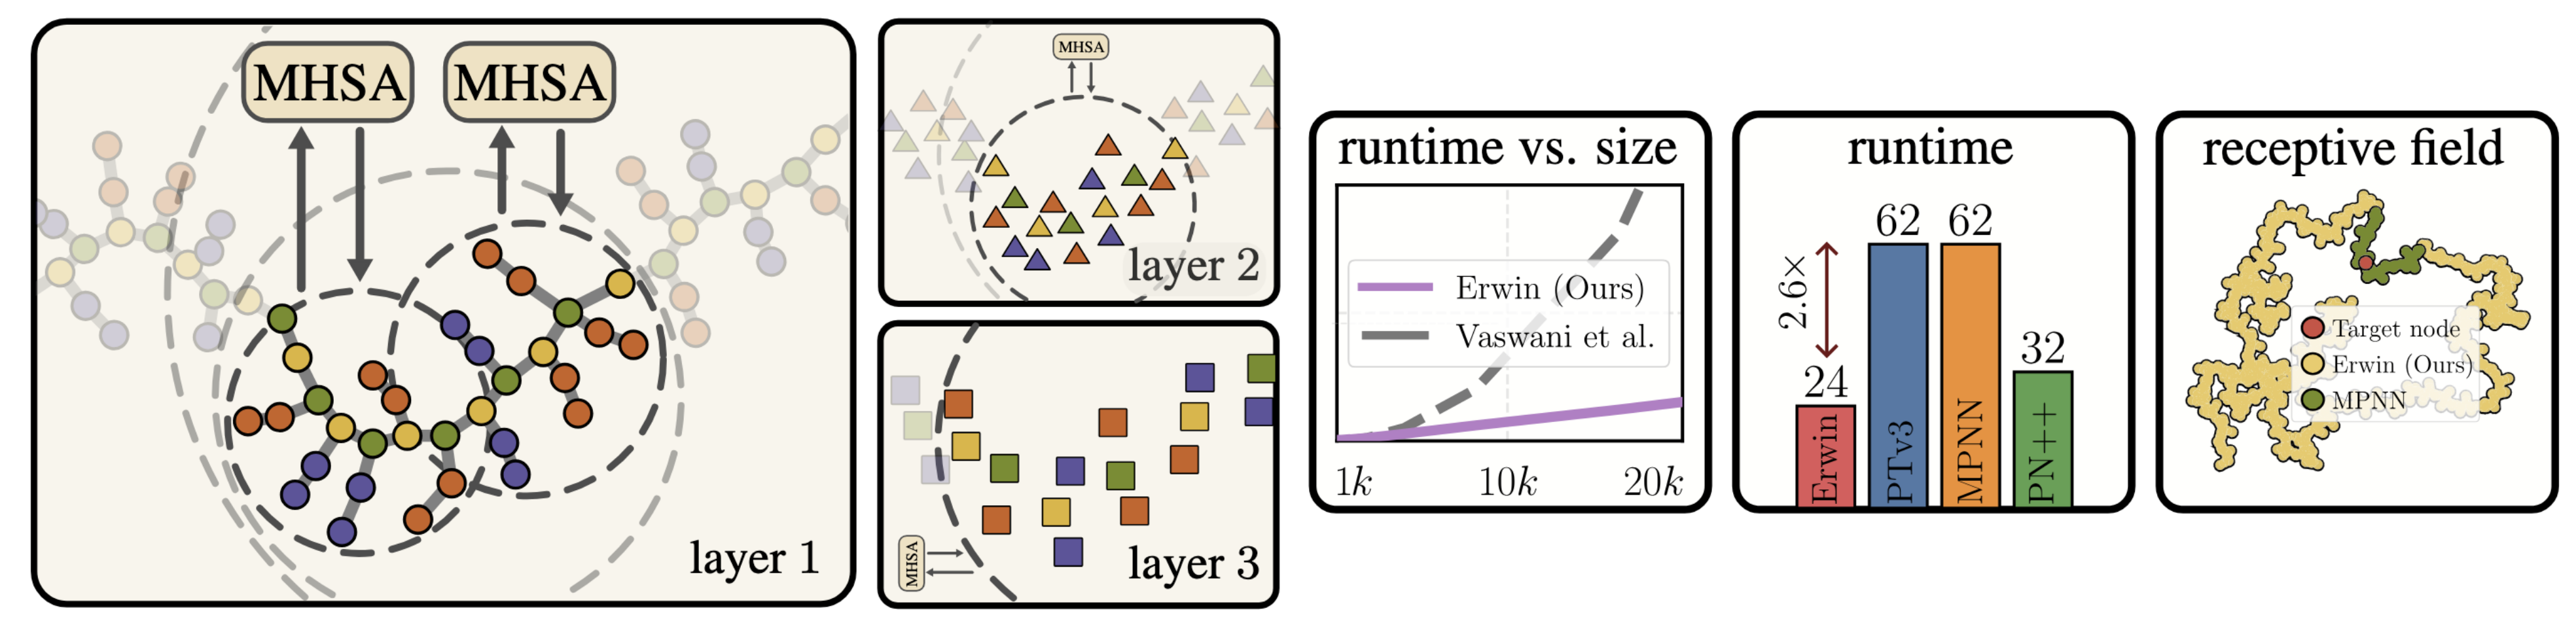 MHSA MHSA
layer 1
MHSA
layer 2
MHSA
layer 3
runtime vs. size
Erwin (Ours)
Vaswani et al.
1k 10k 20k
runtime
62 62
2.6×
32
24
Erwin PTv3 MPNN PN++
receptive field
Target node
Erwin (Ours)
MPNN